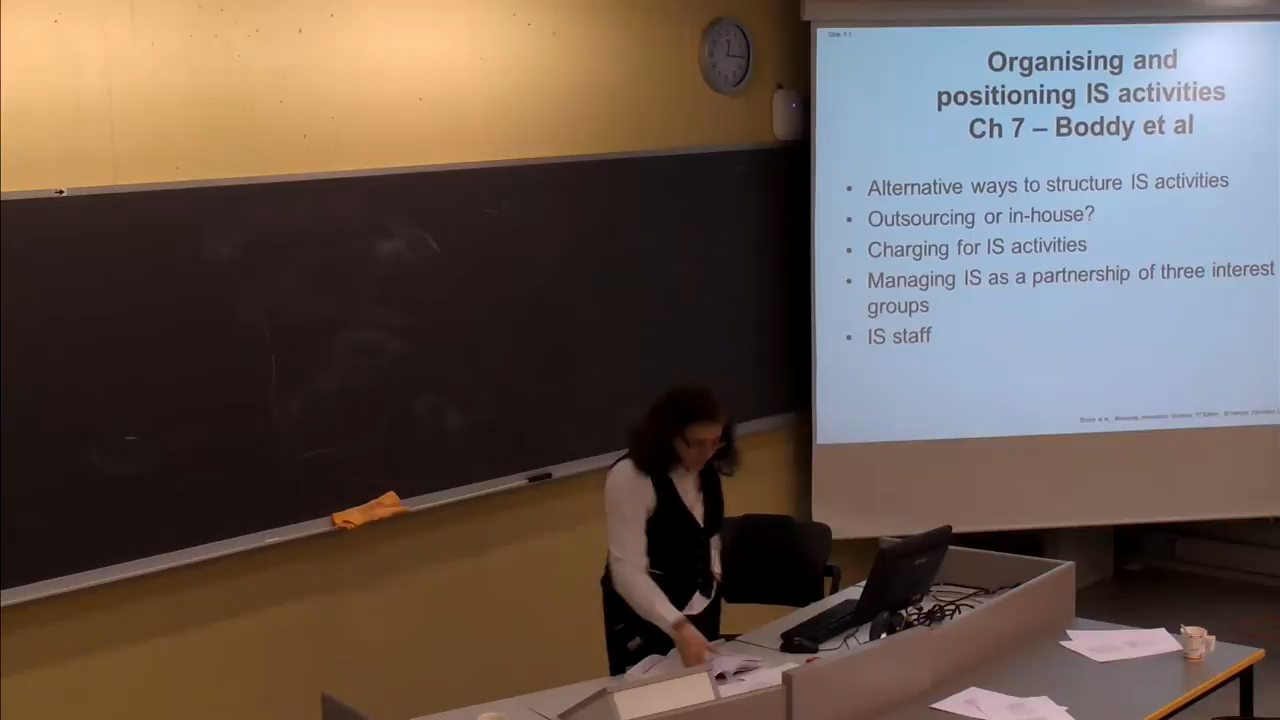 Organising and
positioning IS activities
Ch 7 – Boddy et al
• Alternative ways to structure IS activities
• Outsourcing or in-house?
• Charging for IS activities
• Managing IS as a partnership of three interest
groups
• IS staff